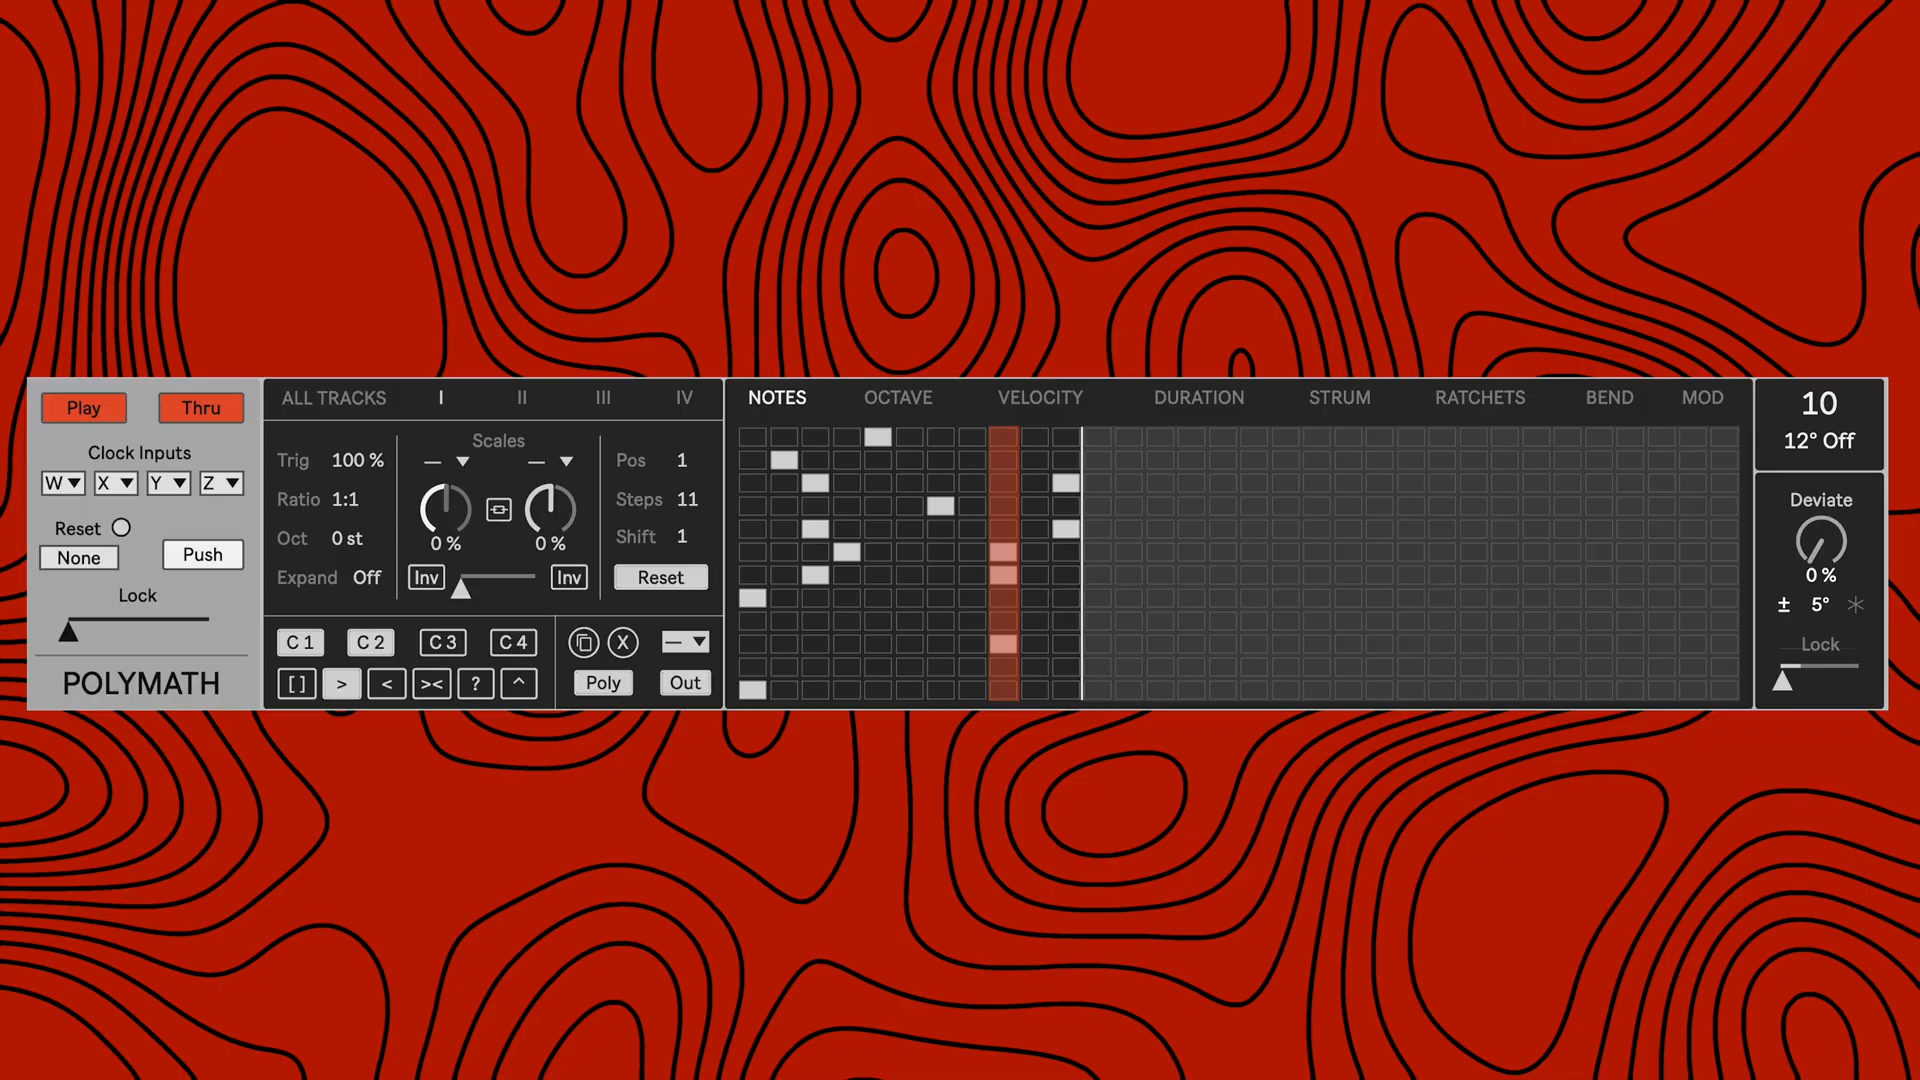 Play Thru
Clock Inputs
W X Y Z
Reset
None Push
Lock
POLYMATH
ALL TRACKS I II III IV
Trig 100 %
Ratio 1:1
Oct 0 st
Expand Off
Scales
— —
0 % 0 %
Inv Inv
Pos 1
Steps 11
Shift 1
Reset
C 1 C 2 C 3 C 4
[ ] > < >< ? ^
X —
Poly Out
NOTES OCTAVE VELOCITY DURATION STRUM RATCHETS BEND MOD
10
12° Off
Deviate
0 %
± 5° *
Lock